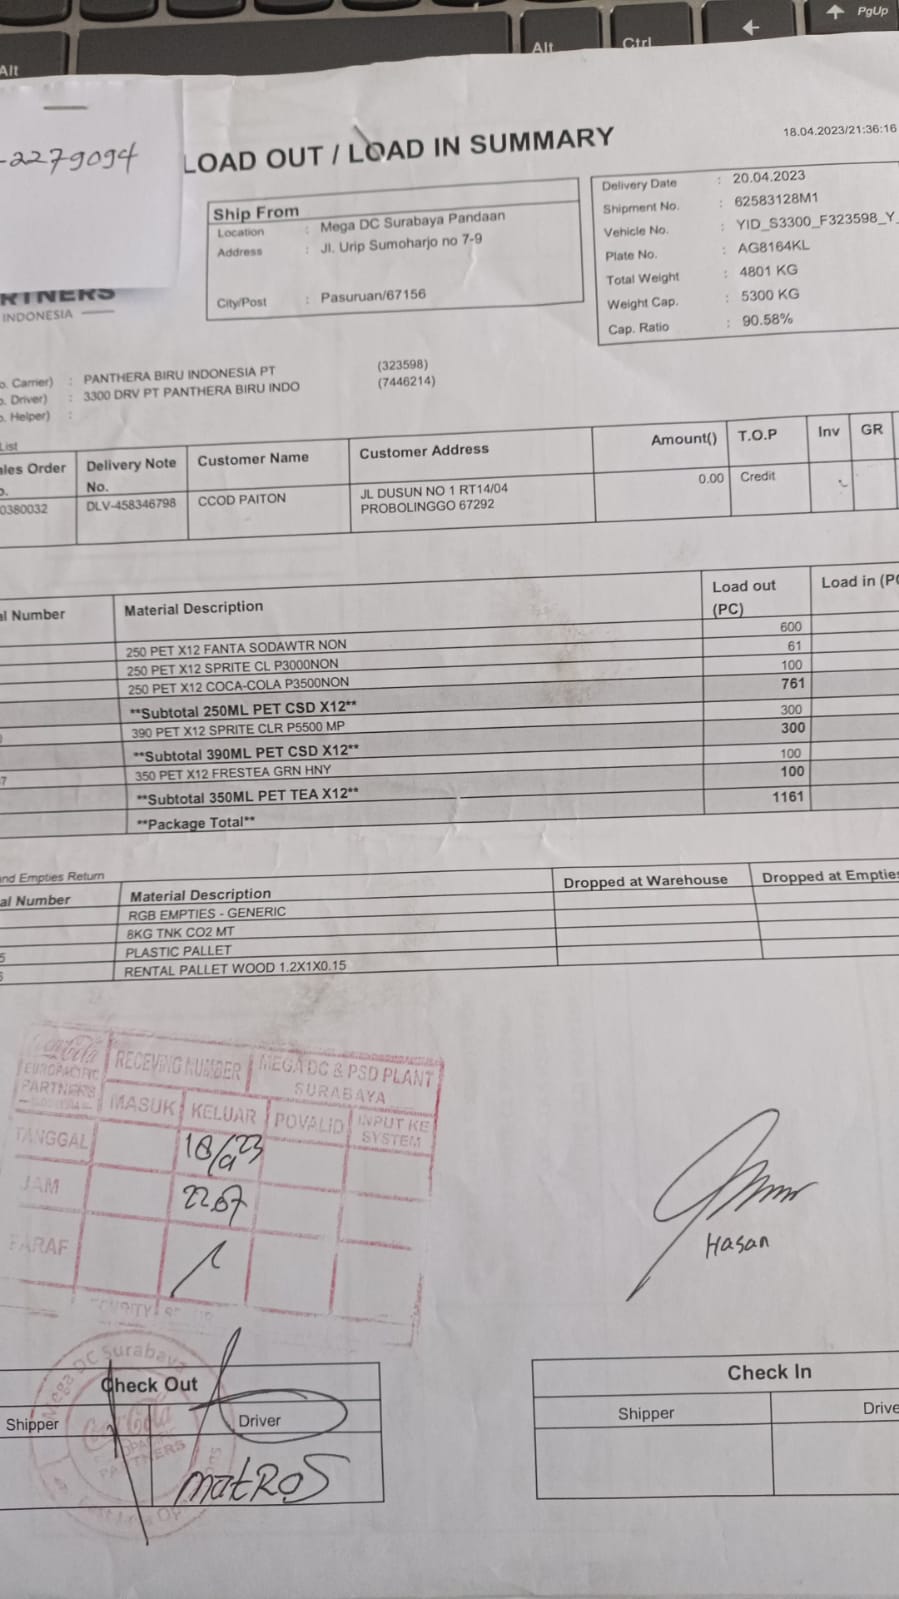 Alt
Alt
Ctrl
PgUp
18.04.2023/21:36:16
-2279094
LOAD OUT / LOAD IN SUMMARY
Ship From
Location : Mega DC Surabaya Pandaan
Address : Jl. Urip Sumoharjo no 7-9
City/Post : Pasuruan/67156
Delivery Date : 20.04.2023
Shipment No. : 62583128M1
Vehicle No. : YID_S3300_F323598_Y_
Plate No. : AG8164KL
Total Weight : 4801 KG
Weight Cap. : 5300 KG
Cap. Ratio : 90.58%
RTNERS
INDONESIA
o. Carrier) : PANTHERA BIRU INDONESIA PT (323598)
o. Driver) : 3300 DRV PT PANTHERA BIRU INDO (7446214)
o. Helper) :
List
ales Order
o. Delivery Note
No. Customer Name Customer Address Amount() T.O.P Inv GR
0380032 DLV-458346798 CCOD PAITON JL DUSUN NO 1 RT14/04
PROBOLINGGO 67292 0.00 Credit
al Number Material Description Load out
(PC) Load in (PC
250 PET X12 FANTA SODAWTR NON 600
250 PET X12 SPRITE CL P3000NON 61
250 PET X12 COCA-COLA P3500NON 100
**Subtotal 250ML PET CSD X12** 761
390 PET X12 SPRITE CLR P5500 MP 300
**Subtotal 390ML PET CSD X12** 300
7 350 PET X12 FRESTEA GRN HNY 100
**Subtotal 350ML PET TEA X12** 100
**Package Total** 1161
and Empties Return
al Number Material Description Dropped at Warehouse Dropped at Empties
RGB EMPTIES - GENERIC
8KG TNK CO2 MT
5 PLASTIC PALLET
RENTAL PALLET WOOD 1.2X1X0.15
Coca-Cola
EUROPACIFIC
PARTNERS
RECEVING NUMBER
MEGA DC & PSD PLANT
SURABAYA
MASUK KELUAR POVALID INPUT KE
SYSTEM
TANGGAL
JAM
PARAF
Hasan
Mega DC Surabaya
Coca-Cola
PARTNERS
Check Out
Shipper Driver
matRoS
Check In
Shipper Drive